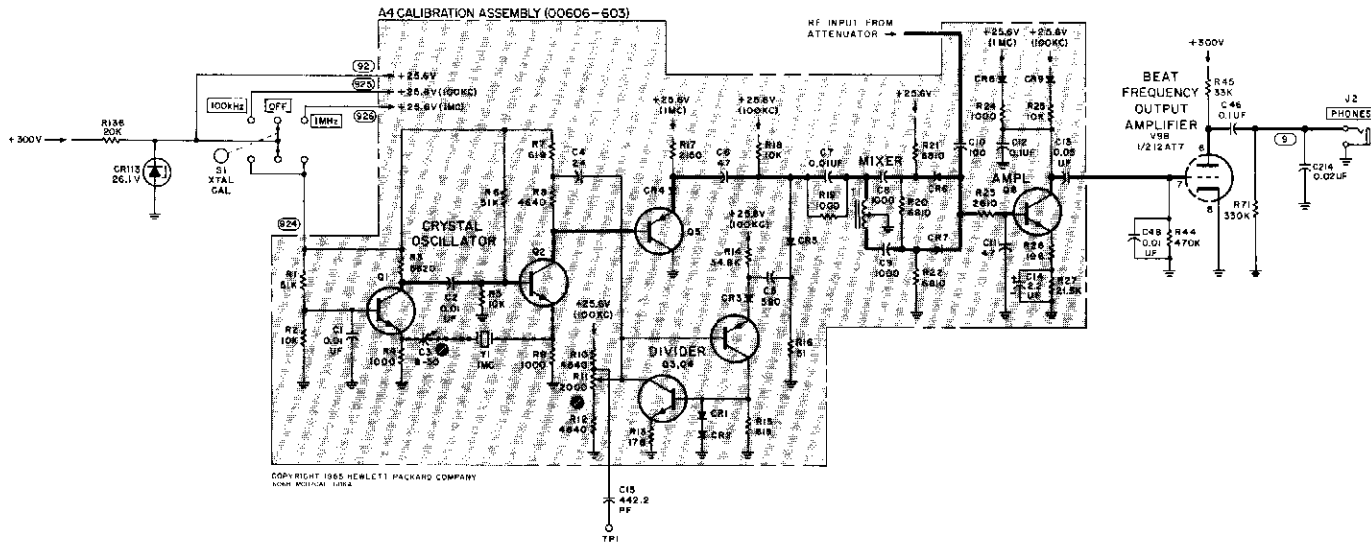 A4 CALIBRATION ASSEMBLY (00606-603)
RF INPUT FROM
ATTENUATOR
+25.6V
(1MC)
+25.6V
(100KC)
+300V
92
+25.6V
925
+25.6V (100KC)
+25.6V (1MC)
926
100KHZ
OFF
1MHZ
+300V
R136
20K
CR113
26.1V
S1
XTAL
CAL
924
R1
51K
R2
10K
C1
0.01
UF
Q1
R3
R4
1000
CRYSTAL
OSCILLATOR
C2
0.01
UF
R5
10K
R6
51K
C3
8-50
Y1
1MC
R7
619
R8
4640
Q2
R9
1000
C4
24
+25.6V
(100KC)
R10
4640
R11
2000
R12
4640
C15
442.2
PF
TP1
+25.6V
(1MC)
R17
2150
CR4
Q5
C6
47
+25.6V
(100KC)
R18
10K
+25.6V
(100KC)
R14
34.8K
CR3
C5
590
CR5
R16
51
DIVIDER
Q3,Q4
R13
178
CR1
CR2
R15
C7
0.01UF
R19
1000
MIXER
C8
1000
C9
1000
R20
6810
+25.6V
R21
6810
CR6
CR7
R22
6810
C10
100
CR8
R24
1000
CR9
R25
10K
C12
0.1UF
C13
0.05
UF
AMPL
Q6
R23
2610
C11
47
R26
196
C14
2.2
UF
R27
21.5K
BEAT
FREQUENCY
OUTPUT
AMPLIFIER
V9B
1/2 12AT7
R45
33K
C46
0.1UF
J2
PHONES
9
C214
0.02UF
R71
330K
6
7
8
C48
0.01
UF
R44
470K
COPYRIGHT 1965 HEWLETT PACKARD COMPANY